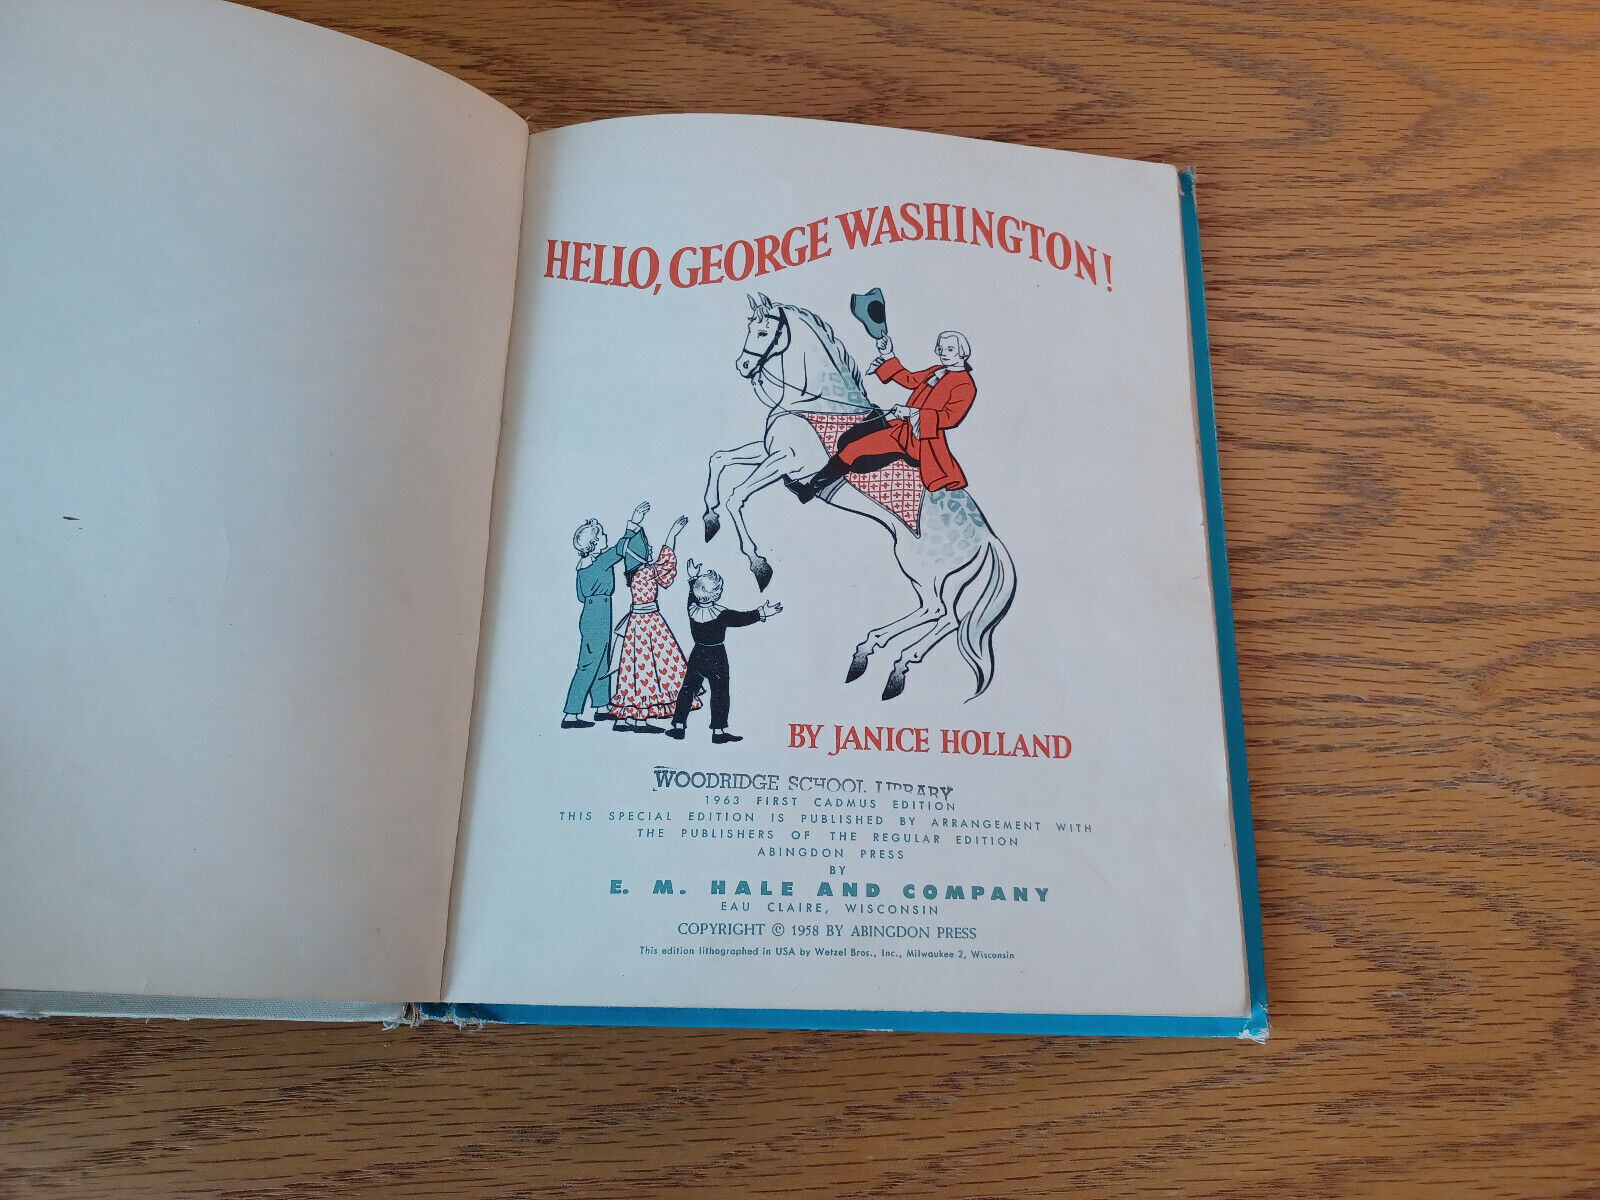 HELLO, GEORGE WASHINGTON!
BY JANICE HOLLAND
WOODRIDGE SCHOOL LIBRARY
1963 FIRST CADMUS EDITION
THIS SPECIAL EDITION IS PUBLISHED BY ARRANGEMENT WITH
THE PUBLISHERS OF THE REGULAR EDITION
ABINGDON PRESS
BY
E. M. HALE AND COMPANY
EAU CLAIRE, WISCONSIN
COPYRIGHT © 1958 BY ABINGDON PRESS
This edition lithographed in USA by Wetzel Bros., Inc., Milwaukee 2, Wisconsin